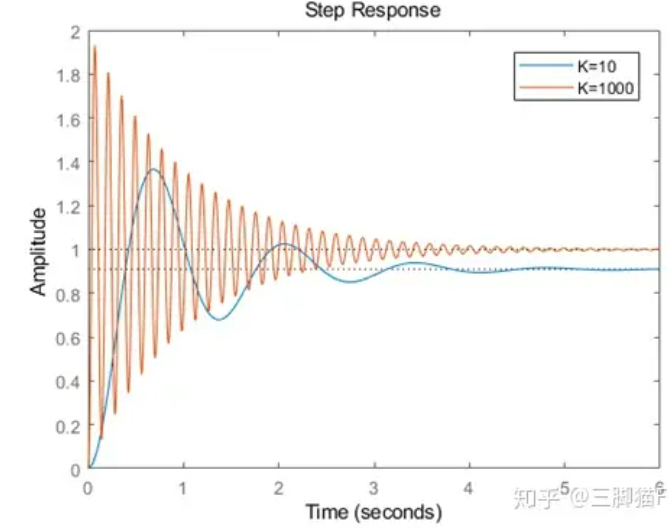 Step Response
2
1.8
1.6
1.4
1.2
1
0.8
0.6
0.4
0.2
0
Amplitude
K=10
K=1000
0 1 2 3 4 5 6
Time (seconds)
知乎 @三脚猫F